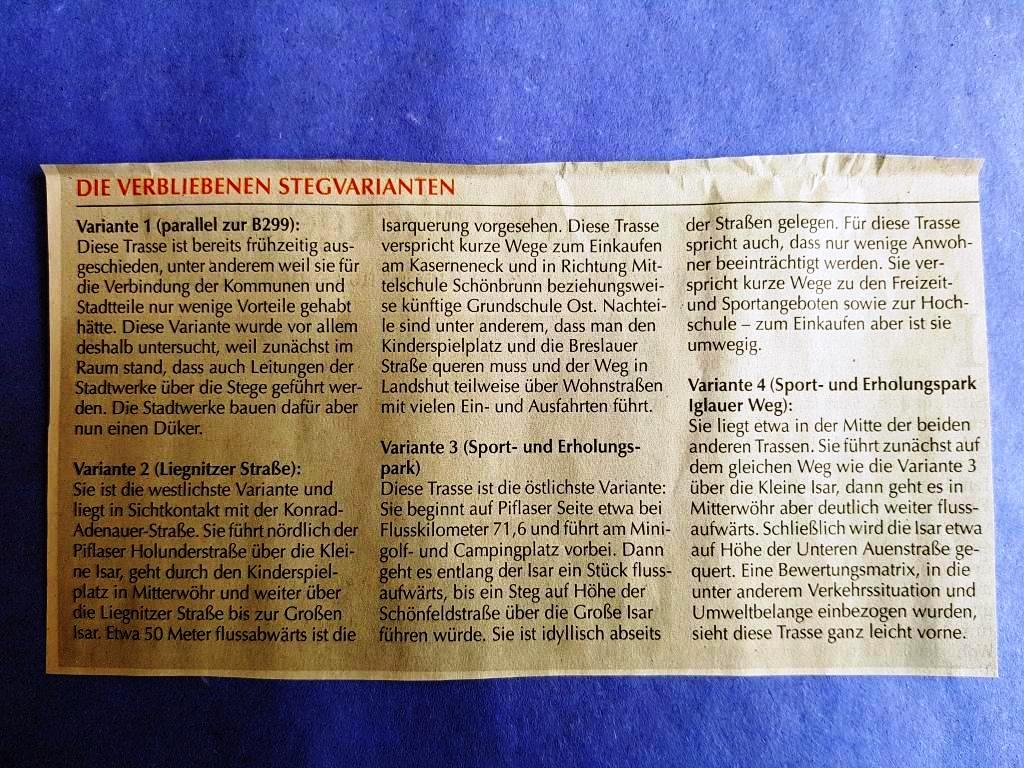 DIE VERBLIEBENEN STEGVARIANTEN
Variante 1 (parallel zur B299):
Diese Trasse ist bereits frühzeitig aus-
geschieden, unter anderem weil sie für
die Verbindung der Kommunen und
Stadtteile nur wenige Vorteile gehabt
hätte. Diese Variante wurde vor allem
deshalb untersucht, weil zunächst im
Raum stand, dass auch Leitungen der
Stadtwerke über die Stege geführt wer-
den. Die Stadtwerke bauen dafür aber
nun einen Düker.
Variante 2 (Liegnitzer Straße):
Sie ist die westlichste Variante und
liegt in Sichtkontakt mit der Konrad-
Adenauer-Straße. Sie führt nördlich der
Piflaser Holunderstraße über die Klei-
ne Isar, geht durch den Kinderspiel-
platz in Mitterwöhr und weiter über
die Liegnitzer Straße bis zur Großen
Isar. Etwa 50 Meter flussabwärts ist die
Isarquerung vorgesehen. Diese Trasse
verspricht kurze Wege zum Einkaufen
am Kaserneneck und in Richtung Mit-
telschule Schönbrunn beziehungswei-
se künftige Grundschule Ost. Nachtei-
le sind unter anderem, dass man den
Kinderspielplatz und die Breslauer
Straße queren muss und der Weg in
Landshut teilweise über Wohnstraßen
mit vielen Ein- und Ausfahrten führt.
Variante 3 (Sport- und Erholungs-
park)
Diese Trasse ist die östlichste Variante:
Sie beginnt auf Piflaser Seite etwa bei
Flusskilometer 71,6 und führt am Mini-
golf- und Campingplatz vorbei. Dann
geht es entlang der Isar ein Stück fluss-
aufwärts, bis ein Steg auf Höhe der
Schönfeldstraße über die Große Isar
führen würde. Sie ist idyllisch abseits
der Straßen gelegen. Für diese Trasse
spricht auch, dass nur wenige Anwoh-
ner beeinträchtigt werden. Sie ver-
spricht kurze Wege zu den Freizeit-
und Sportangeboten sowie zur Hoch-
schule – zum Einkaufen aber ist sie
umwegig.
Variante 4 (Sport- und Erholungspark
Iglauer Weg):
Sie liegt etwa in der Mitte der beiden
anderen Trassen. Sie führt zunächst auf
dem gleichen Weg wie die Variante 3
über die Kleine Isar, dann geht es in
Mitterwöhr aber deutlich weiter fluss-
aufwärts. Schließlich wird die Isar etwa
auf Höhe der Unteren Auenstraße ge-
quert. Eine Bewertungsmatrix, in die
unter anderem Verkehrssituation und
Umweltbelange einbezogen wurden,
sieht diese Trasse ganz leicht vorne.